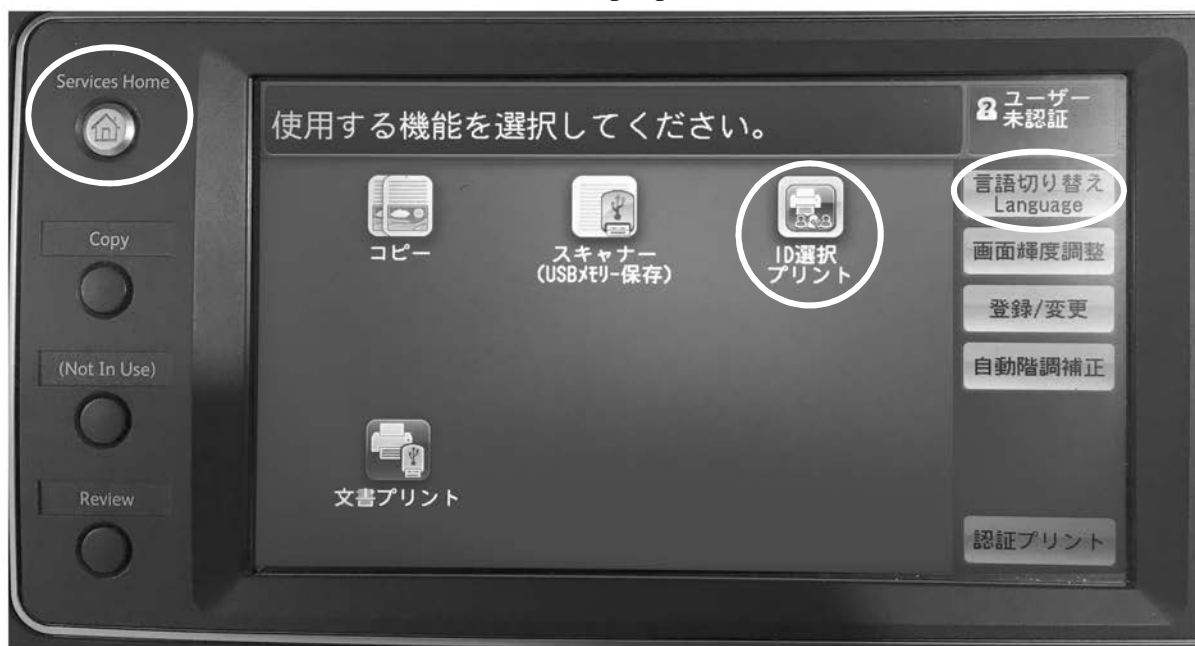 Services Home
Copy
(Not In Use)
Review
使用する機能を選択してください。
ユーザー
未認証
コピー
スキャナー
(USBメモリー保存)
ID選択
プリント
文書プリント
言語切り替え
Language
画面輝度調整
登録/変更
自動階調補正
認証プリント